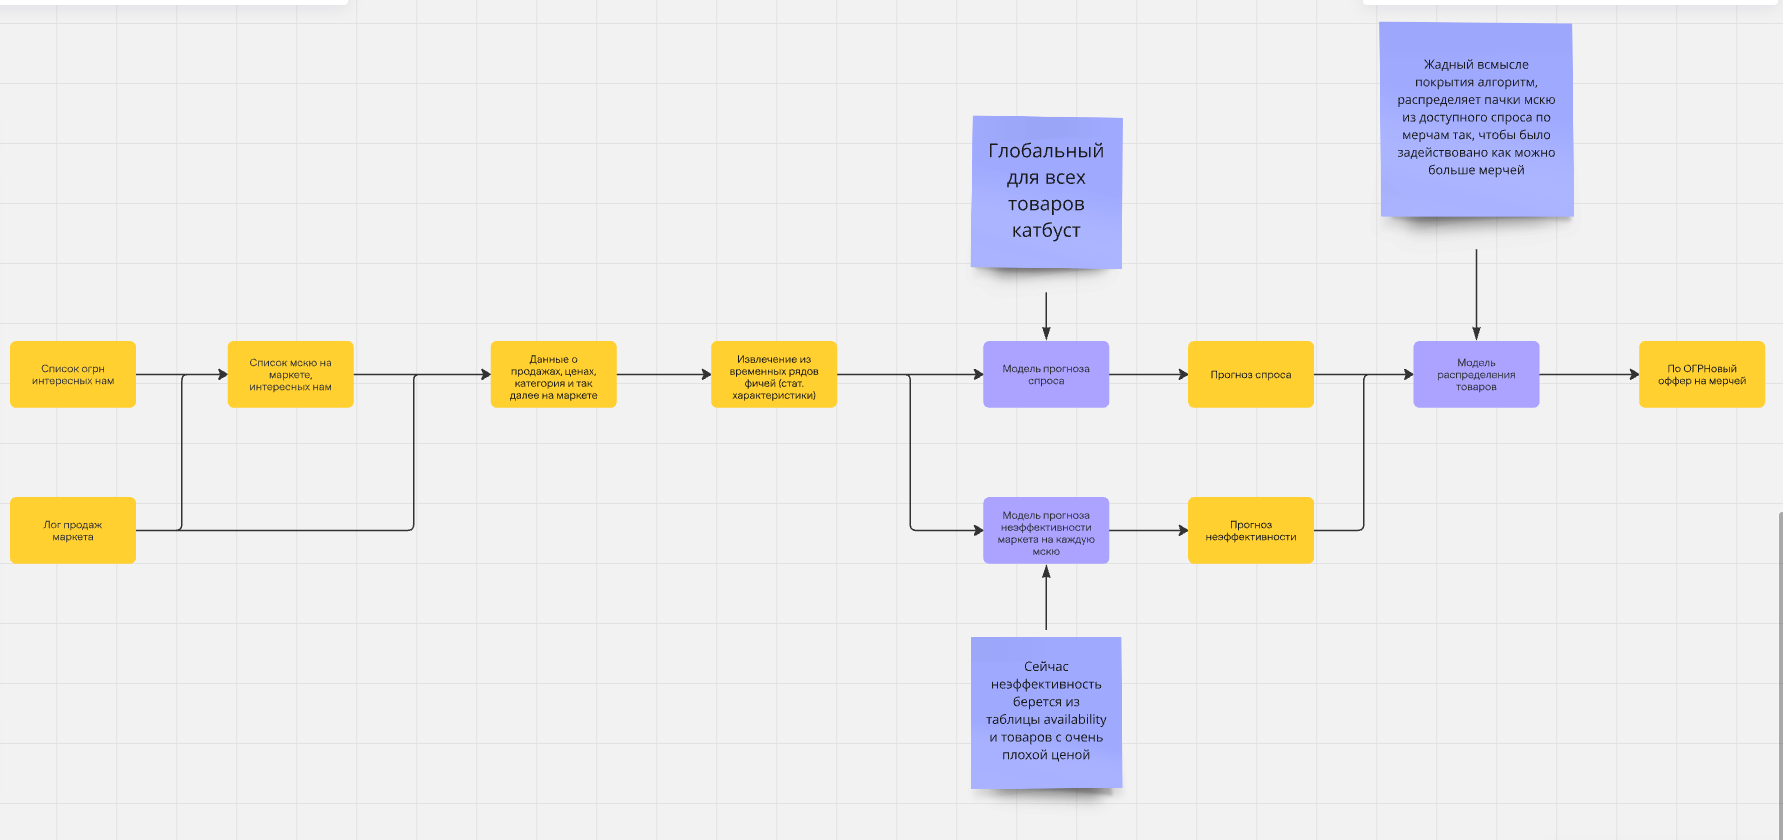 Жадный всмысле
покрытия алгоритм,
распределяет пачки мскю
из доступного спроса по
мерчам так, чтобы было
задействовано как можно
больше мерчей
Глобальный
для всех
товаров
катбуст
Список огрн
интересных нам
Список мскю на
маркете,
интересных нам
Данные о
продажах, ценах,
категория и так
далее на маркете
Извлечение из
временных рядов
фичей (стат.
характеристики)
Модель прогноза
спроса
Прогноз спроса
Модель
распределения
товаров
По ОГРНовый
оффер на мерчей
Лог продаж
маркета
Модель прогноза
неэффективности
маркета на каждую
мскю
Прогноз
неэффективности
Сейчас
неэффективность
берется из
таблицы availability
и товаров с очень
плохой ценой